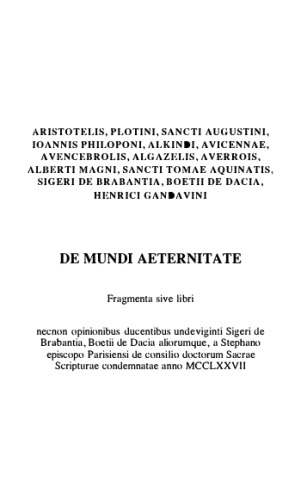 ARISTOTELIS, PLOTINI, SANCTI AUGUSTINI,
IOANNIS PHILOPONI, ALKINDI, AVICENNAE,
AVENCEBROLIS, ALGAZELIS, AVERROIS,
ALBERTI MAGNI, SANCTI TOMAE AQUINATIS,
SIGERI DE BRABANTIA, BOETII DE DACIA,
HENRICI GANDAVINI
DE MUNDI AETERNITATE
Fragmenta sive libri
necnon opinionibus ducentibus undeviginti Sigeri de
Brabantia, Boetii de Dacia aliorumque, a Stephano
episcopo Parisiensi de consilio doctorum Sacrae
Scripturae condemnatae anno MCCLXXVII